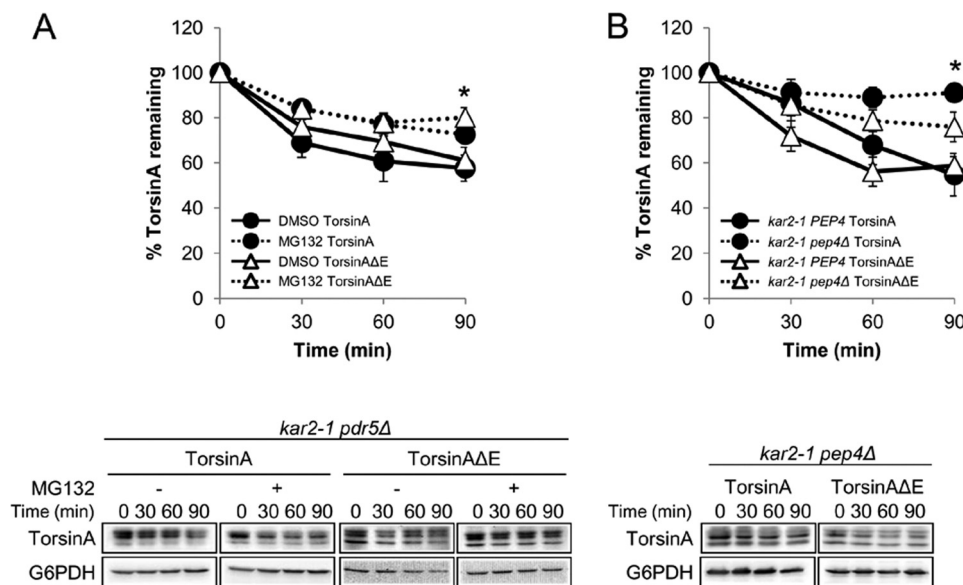 A
120
100
80
60
40
20
0
% TorsinA remaining
*
DMSO TorsinA
MG132 TorsinA
DMSO TorsinAΔE
MG132 TorsinAΔE
0 30 60 90
Time (min)
B
120
100
80
60
40
20
0
% TorsinA remaining
*
kar2-1 PEP4 TorsinA
kar2-1 pep4Δ TorsinA
kar2-1 PEP4 TorsinAΔE
kar2-1 pep4Δ TorsinAΔE
0 30 60 90
Time (min)
kar2-1 pdr5Δ
TorsinA TorsinAΔE
MG132 - + - +
Time (min) 0 30 60 90 0 30 60 90 0 30 60 90 0 30 60 90
TorsinA
G6PDH
kar2-1 pep4Δ
TorsinA TorsinAΔE
Time (min) 0 30 60 90 0 30 60 90
TorsinA
G6PDH